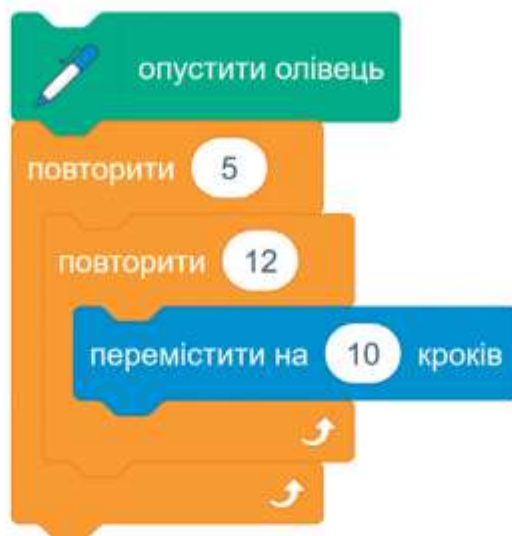 опустити олівець
повторити 5
повторити 12
перемістити на 10 кроків